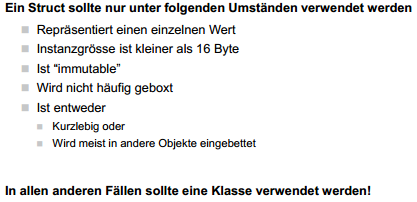 Ein Struct sollte nur unter folgenden Umständen verwendet werden
Repräsentiert einen einzelnen Wert
Instanzgrösse ist kleiner als 16 Byte
Ist “immutable”
Wird nicht häufig geboxt
Ist entweder
Kurzlebig oder
Wird meist in andere Objekte eingebettet
In allen anderen Fällen sollte eine Klasse verwendet werden!